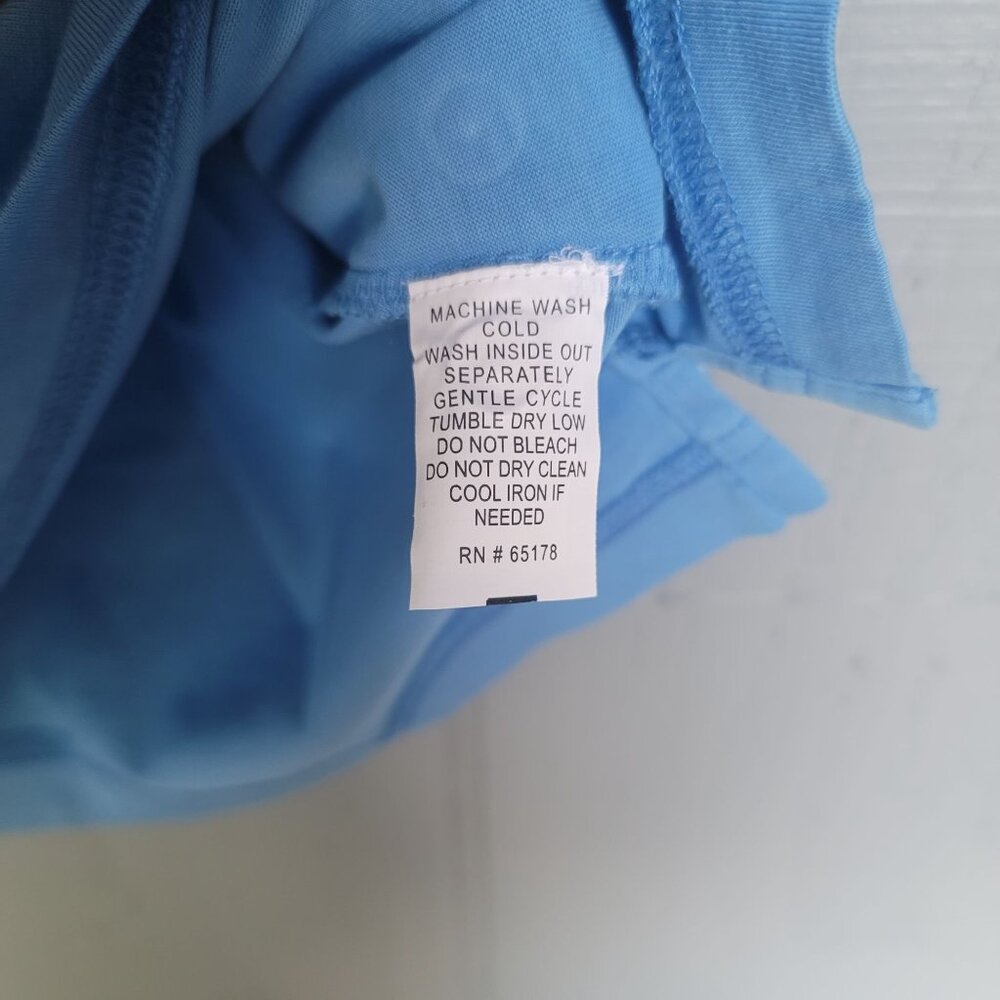 MACHINE WASH
COLD
WASH INSIDE OUT
SEPARATELY
GENTLE CYCLE
TUMBLE DRY LOW
DO NOT BLEACH
DO NOT DRY CLEAN
COOL IRON IF
NEEDED
RN # 65178